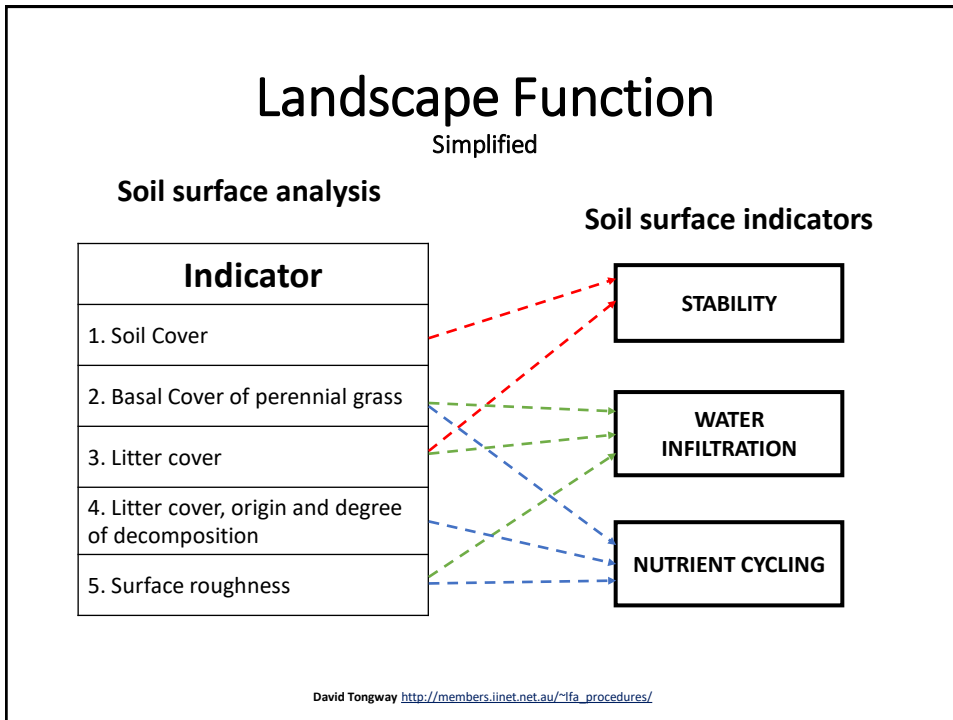 Landscape Function
Simplified
Soil surface analysis
Soil surface indicators
Indicator
1. Soil Cover
2. Basal Cover of perennial grass
3. Litter cover
4. Litter cover, origin and degree
of decomposition
5. Surface roughness
STABILITY
WATER
INFILTRATION
NUTRIENT CYCLING
David Tongway http://members.iinet.net.au/~lfa_procedures/